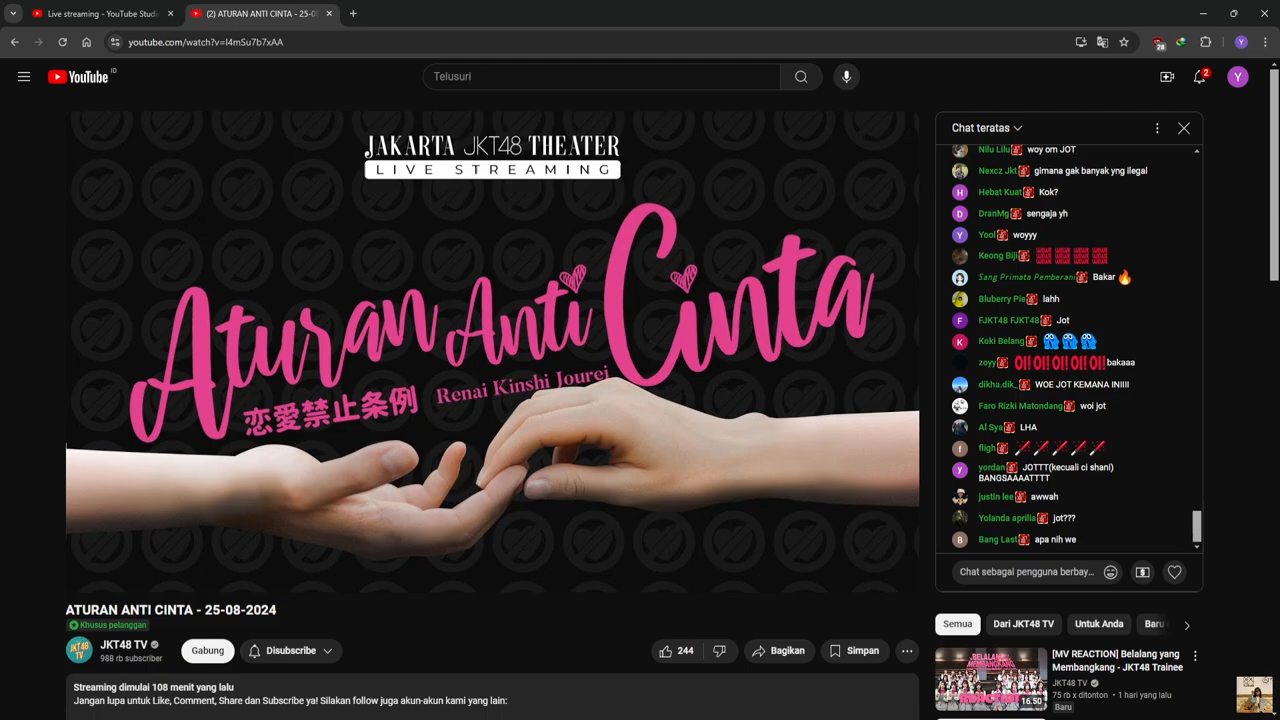 Live streaming - YouTube Studi
(2) ATURAN ANTI CINTA - 25-0
youtube.com/watch?v=I4mSu7b7xAA
28
Y
YouTube ID
Telusuri
2
Y
JAKARTA JKT48 THEATER
LIVE STREAMING
Aturan Anti Cinta
恋愛禁止条例 Renai Kinshi Jourei
Chat teratas
Nilu Lilu woy om JOT
Nexcz Jkt gimana gak banyak yng ilegal
H Hebat Kuat Kok?
D DranMg sengaja yh
Y Yool woyyy
Keong Biji
Sang Primata Pemberani Bakar
Bluberry Pie lahh
F FJKT48 FJKT48 Jot
K Koki Belang
zoyy OI! OI! OI! OI! OI! bakaaa
dikha.dik_ WOE JOT KEMANA INIIII
Faro Rizki Matondang woi jot
Al Sya LHA
f fligh
y yordan JOTTT(kecuali ci shani)
BANGSAAAATTTT
justin lee awwah
Yolanda aprilia jot???
B Bang Last apa nih we
Chat sebagai pengguna berbay...
ATURAN ANTI CINTA - 25-08-2024
Khusus pelanggan
JKT48 TV
JKT48 TV
988 rb subscriber
Gabung
Disubscribe
244
Bagikan
Simpan
Streaming dimulai 108 menit yang lalu
Jangan lupa untuk Like, Comment, Share dan Subscribe ya! Silakan follow juga akun-akun kami yang lain:
Semua
Dari JKT48 TV
Untuk Anda
Baru
BELALANG
MEMBANGKANG
REACTION!
16.50
[MV REACTION] Belalang yang
Membangkang - JKT48 Trainee
JKT48 TV
75 rb x ditonton • 1 hari yang lalu
Baru